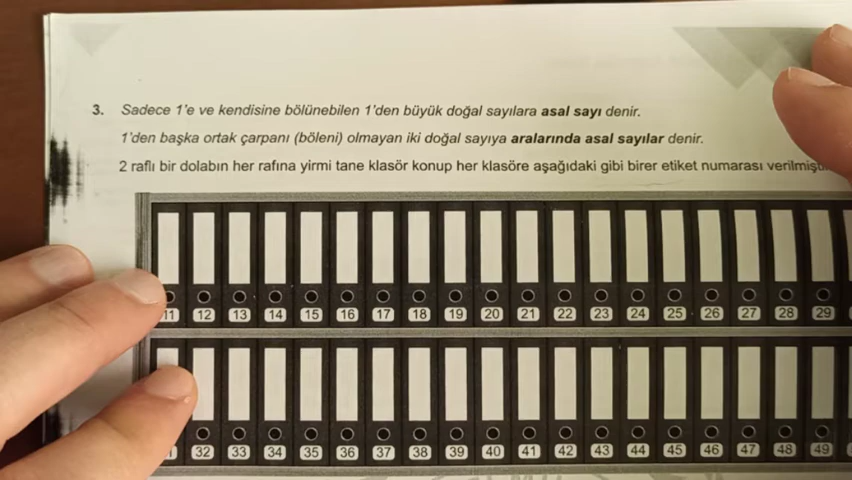 3. Sadece 1'e ve kendisine bölünebilen 1'den büyük doğal sayılara asal sayı denir.
1'den başka ortak çarpanı (böleni) olmayan iki doğal sayıya aralarında asal sayılar denir.
2 raflı bir dolabın her rafına yirmi tane klasör konup her klasöre aşağıdaki gibi birer etiket numarası
11 12 13 14 15 16 17 18 19 20 21 22 23 24 25 26 27 28 29
32 33 34 35 36 37 38 39 40 41 42 43 44 45 46 47 48 49